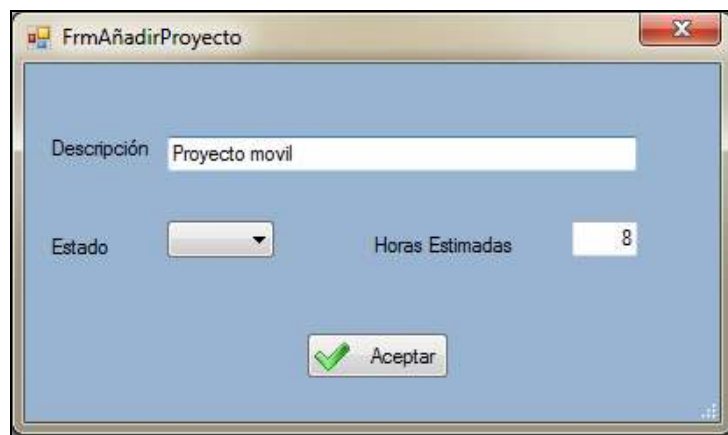 FrmAñadirProyecto
Descripción Proyecto movil
Estado Horas Estimadas 8
Aceptar